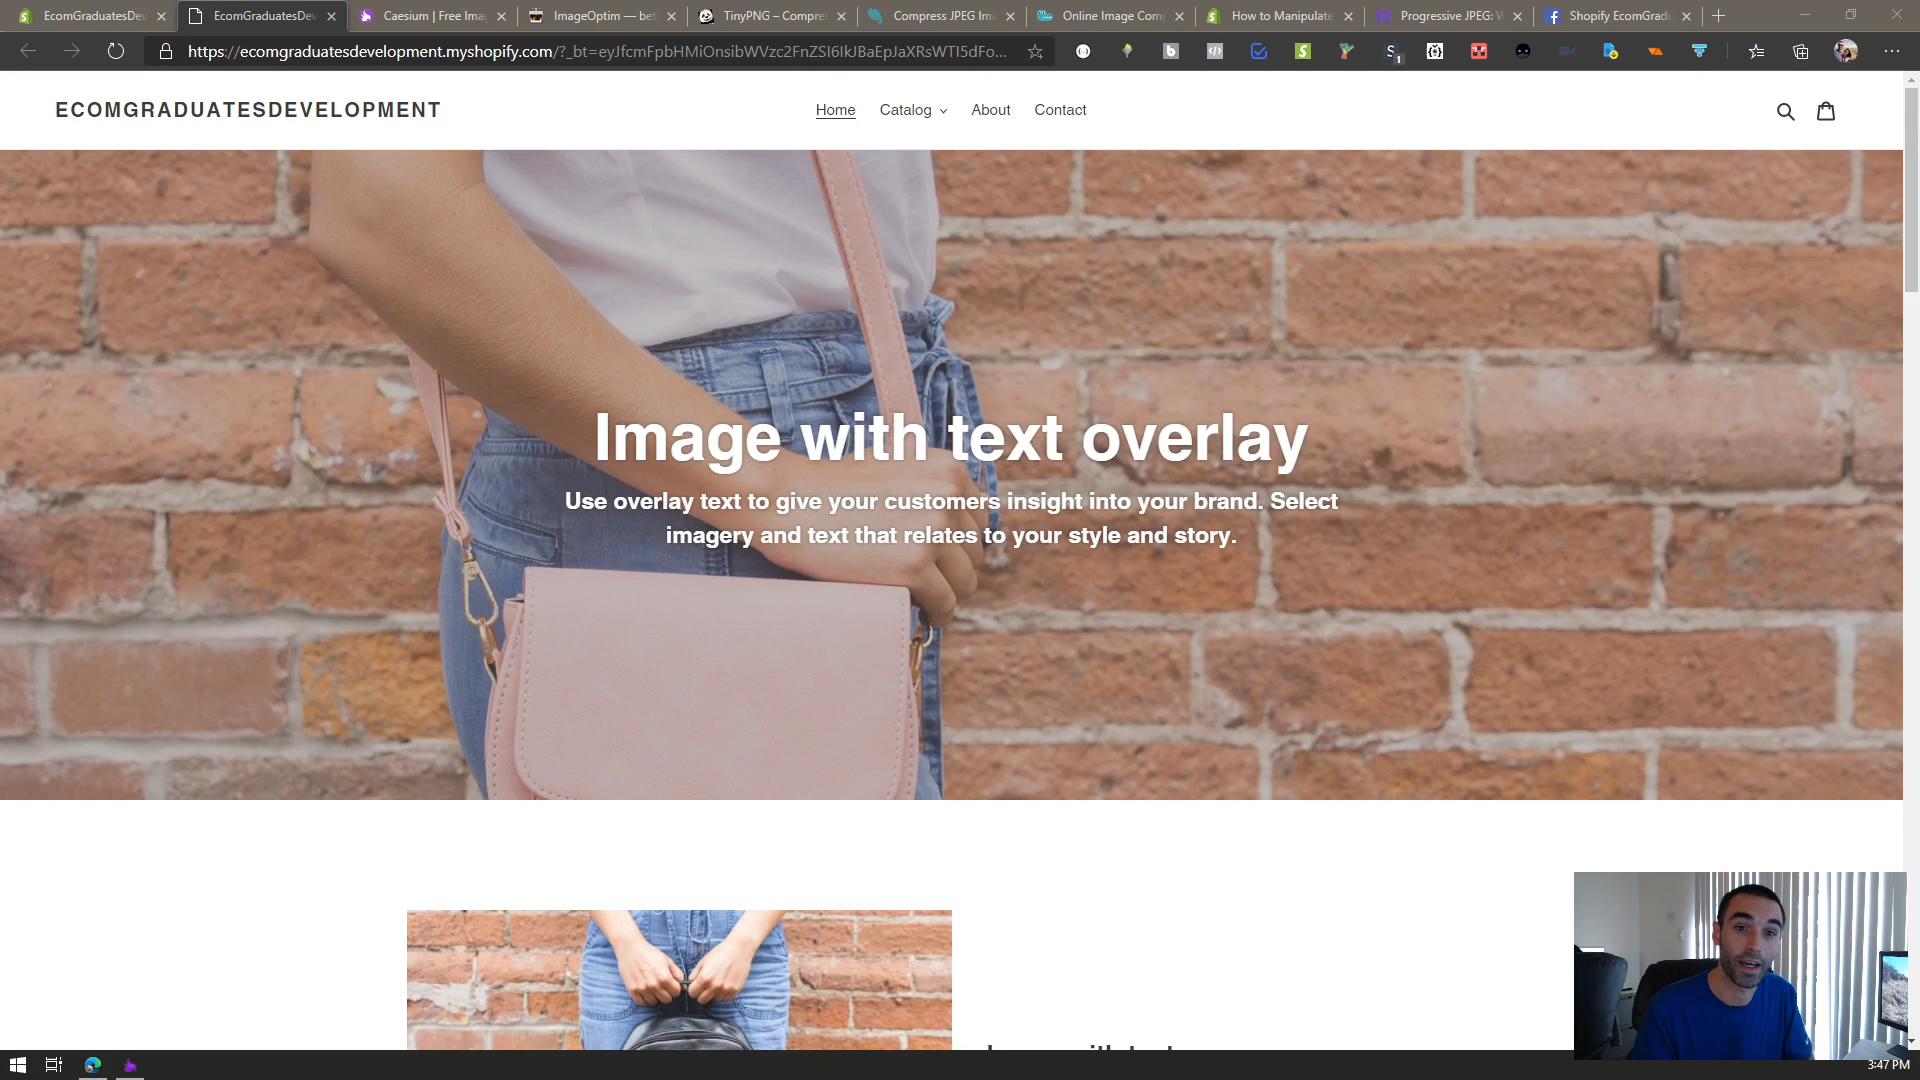 EcomGraduatesDev
EcomGraduatesDev
Caesium | Free Imag
ImageOptim — bet
TinyPNG – Compre
Compress JPEG Ima
Online Image Comp
How to Manipulate
Progressive JPEG: W
Shopify EcomGradu
https://ecomgraduatesdevelopment.myshopify.com/?_bt=eyJfcmFpbHMiOnsibWVzc2FnZSI6IkJBaEpJaXRsWTI5dFo...
ECOMGRADUATESDEVELOPMENT
Home
Catalog
About
Contact
Image with text overlay
Use overlay text to give your customers insight into your brand. Select
imagery and text that relates to your style and story.
3:47 PM